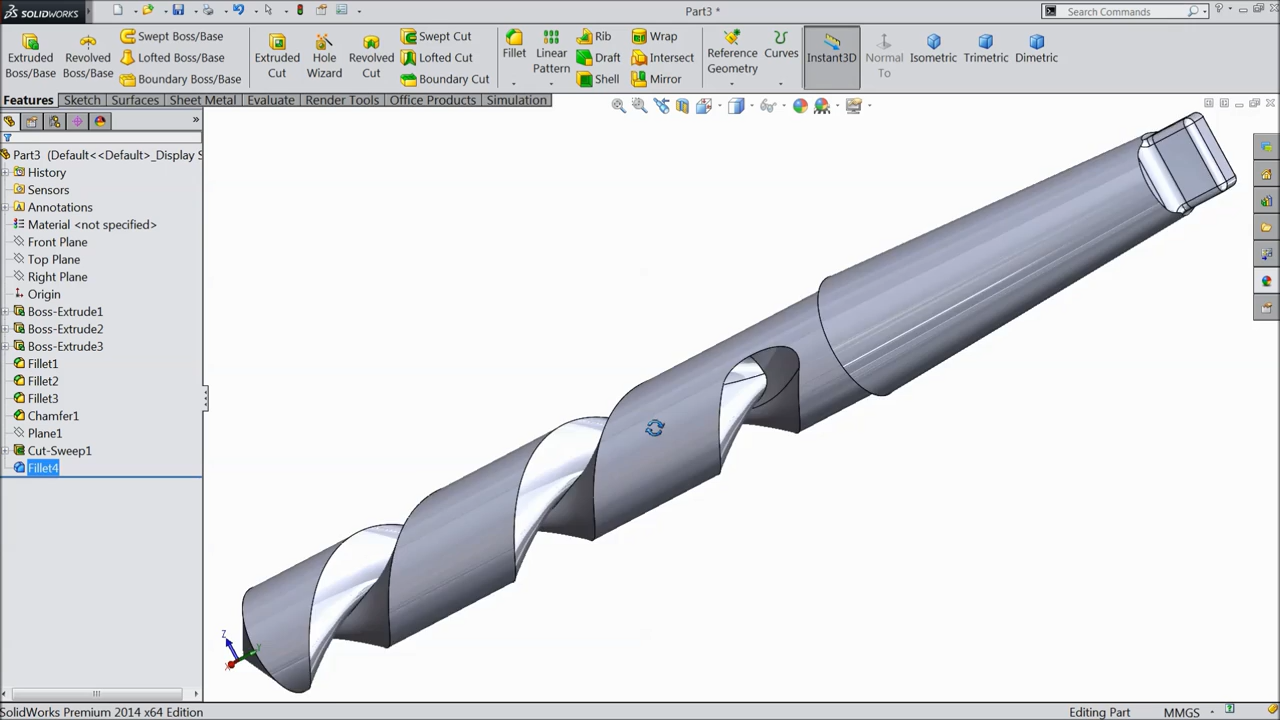 SOLIDWORKS
Part3 *
Search Commands
Extruded Boss/Base
Revolved Boss/Base
Swept Boss/Base
Lofted Boss/Base
Boundary Boss/Base
Extruded Cut
Hole Wizard
Revolved Cut
Swept Cut
Lofted Cut
Boundary Cut
Fillet
Linear Pattern
Rib
Draft
Shell
Wrap
Intersect
Mirror
Reference Geometry
Curves
Instant3D
Normal To
Isometric
Trimetric
Dimetric
Features
Sketch
Surfaces
Sheet Metal
Evaluate
Render Tools
Office Products
Simulation
Part3 (Default<<Default>_Display S
History
Sensors
Annotations
Material <not specified>
Front Plane
Top Plane
Right Plane
Origin
Boss-Extrude1
Boss-Extrude2
Boss-Extrude3
Fillet1
Fillet2
Fillet3
Chamfer1
Plane1
Cut-Sweep1
Fillet4
Z
Y
X
SolidWorks Premium 2014 x64 Edition
Editing Part
MMGS